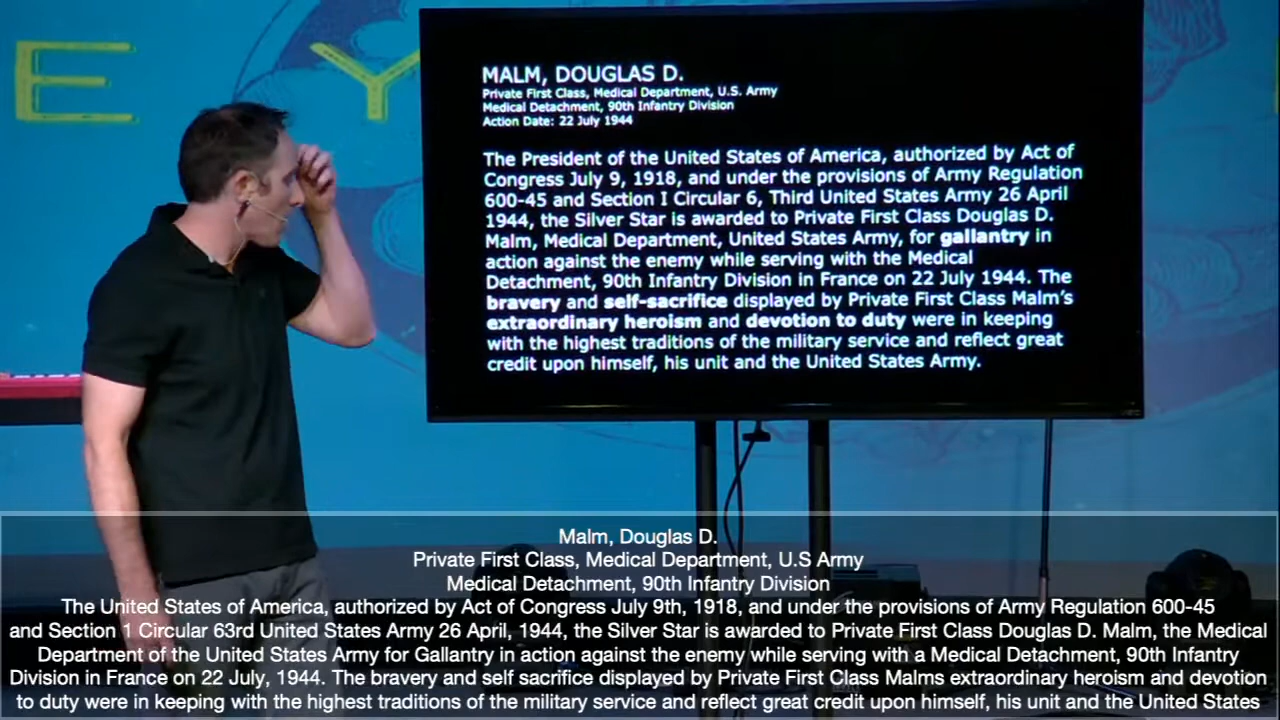 E Y
MALM, DOUGLAS D.
Private First Class, Medical Department, U.S. Army
Medical Detachment, 90th Infantry Division
Action Date: 22 July 1944
The President of the United States of America, authorized by Act of
Congress July 9, 1918, and under the provisions of Army Regulation
600-45 and Section I Circular 6, Third United States Army 26 April
1944, the Silver Star is awarded to Private First Class Douglas D.
Malm, Medical Department, United States Army, for gallantry in
action against the enemy while serving with the Medical
Detachment, 90th Infantry Division in France on 22 July 1944. The
bravery and self-sacrifice displayed by Private First Class Malm's
extraordinary heroism and devotion to duty were in keeping
with the highest traditions of the military service and reflect great
credit upon himself, his unit and the United States Army.
Malm, Douglas D.
Private First Class, Medical Department, U.S Army
Medical Detachment, 90th Infantry Division
The United States of America, authorized by Act of Congress July 9th, 1918, and under the provisions of Army Regulation 600-45
and Section 1 Circular 63rd United States Army 26 April, 1944, the Silver Star is awarded to Private First Class Douglas D. Malm, the Medical
Department of the United States Army for Gallantry in action against the enemy while serving with a Medical Detachment, 90th Infantry
Division in France on 22 July, 1944. The bravery and self sacrifice displayed by Private First Class Malms extraordinary heroism and devotion
to duty were in keeping with the highest traditions of the military service and reflect great credit upon himself, his unit and the United States